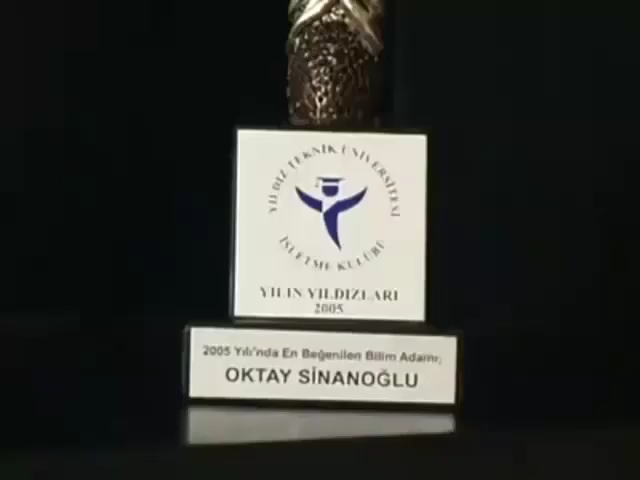 YILDIZ TEKNİK ÜNİVERSİTESİ
İŞLETME KULÜBÜ
YILIN YILDIZLARI
2005
2005 Yılı'nda En Beğenilen Bilim Adamı;
OKTAY SİNANOĞLU